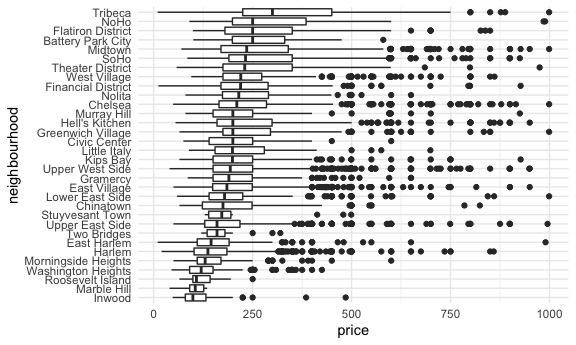 Tribeca
NoHo
Flatiron District
Battery Park City
Midtown
SoHo
Theater District
West Village
Financial District
Nolita
Chelsea
Murray Hill
Hell's Kitchen
Greenwich Village
Civic Center
Little Italy
Kips Bay
Upper West Side
Gramercy
East Village
Lower East Side
Chinatown
Stuyvesant Town
Upper East Side
Two Bridges
East Harlem
Harlem
Morningside Heights
Washington Heights
Roosevelt Island
Marble Hill
Inwood
neighbourhood
0 250 500 750 1000
price